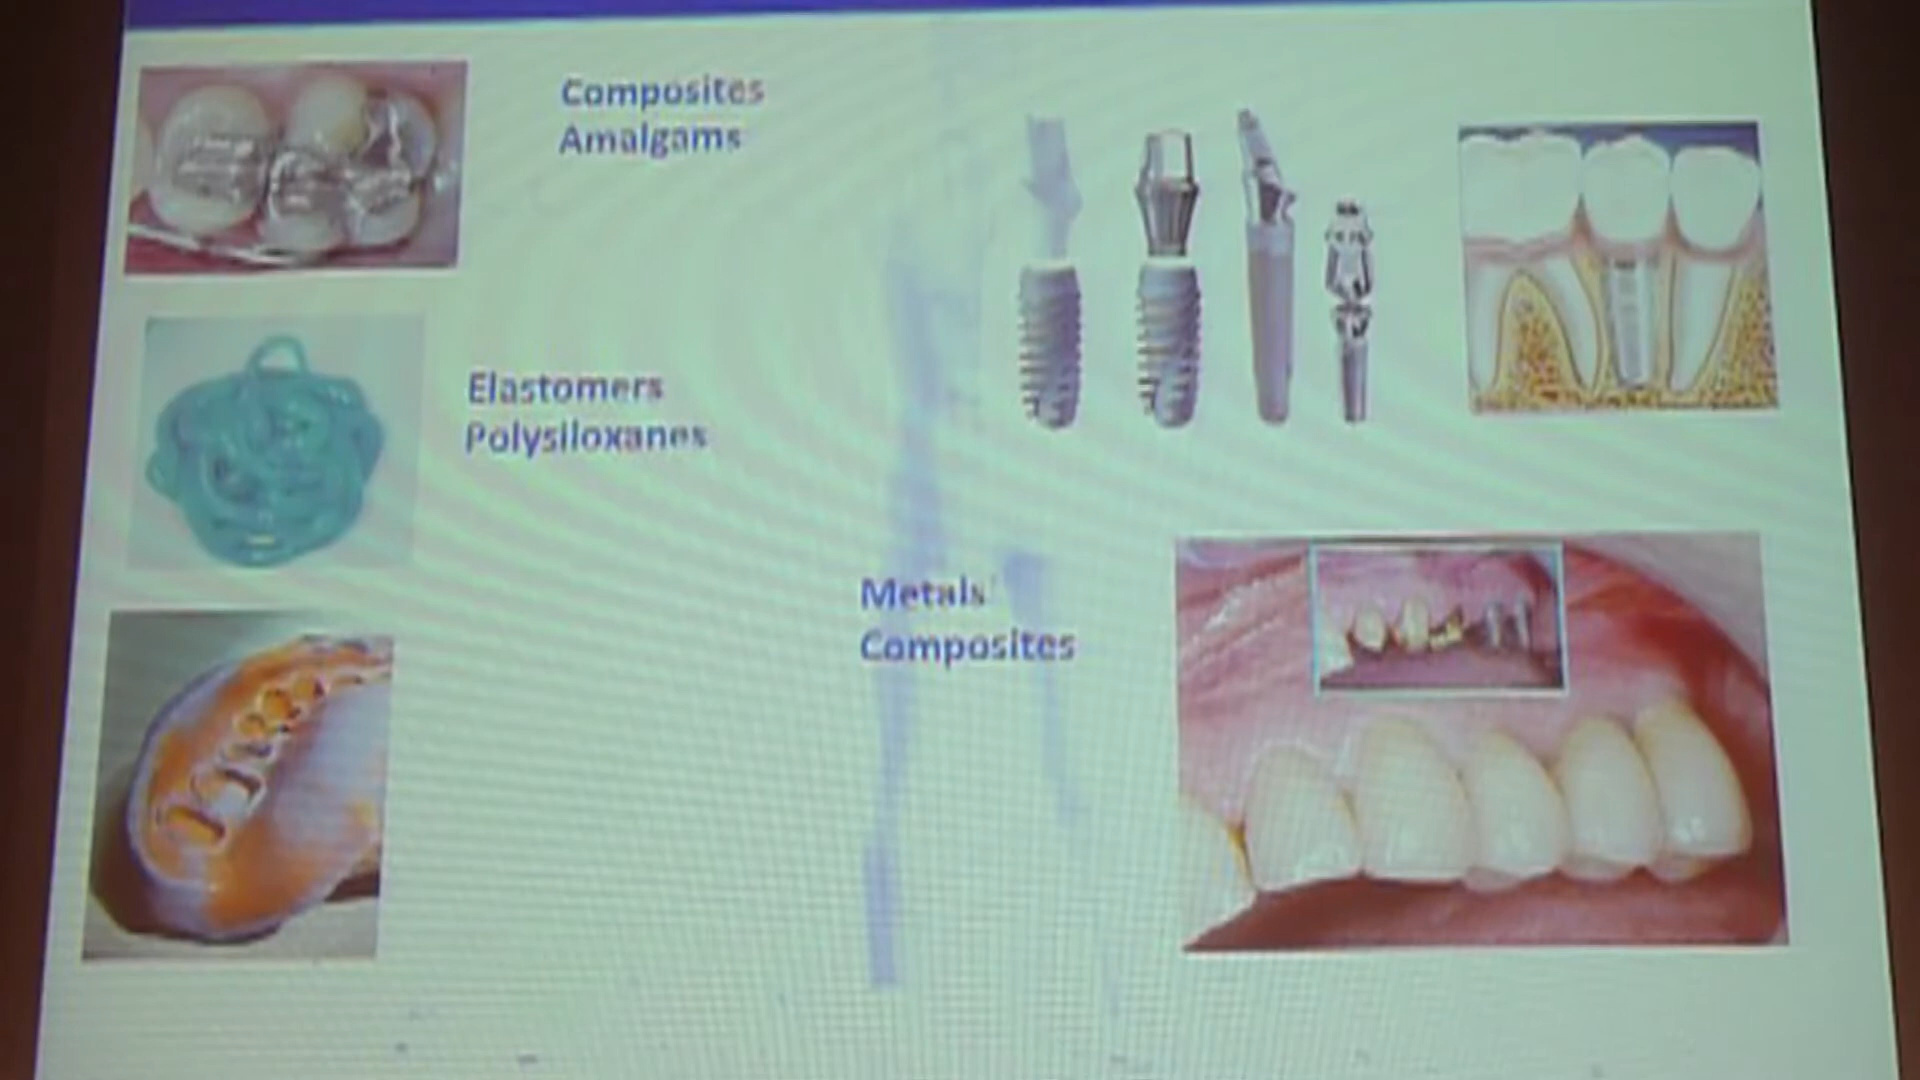 Composites
Amalgams
Elastomers
Polysiloxanes
Metals
Composites